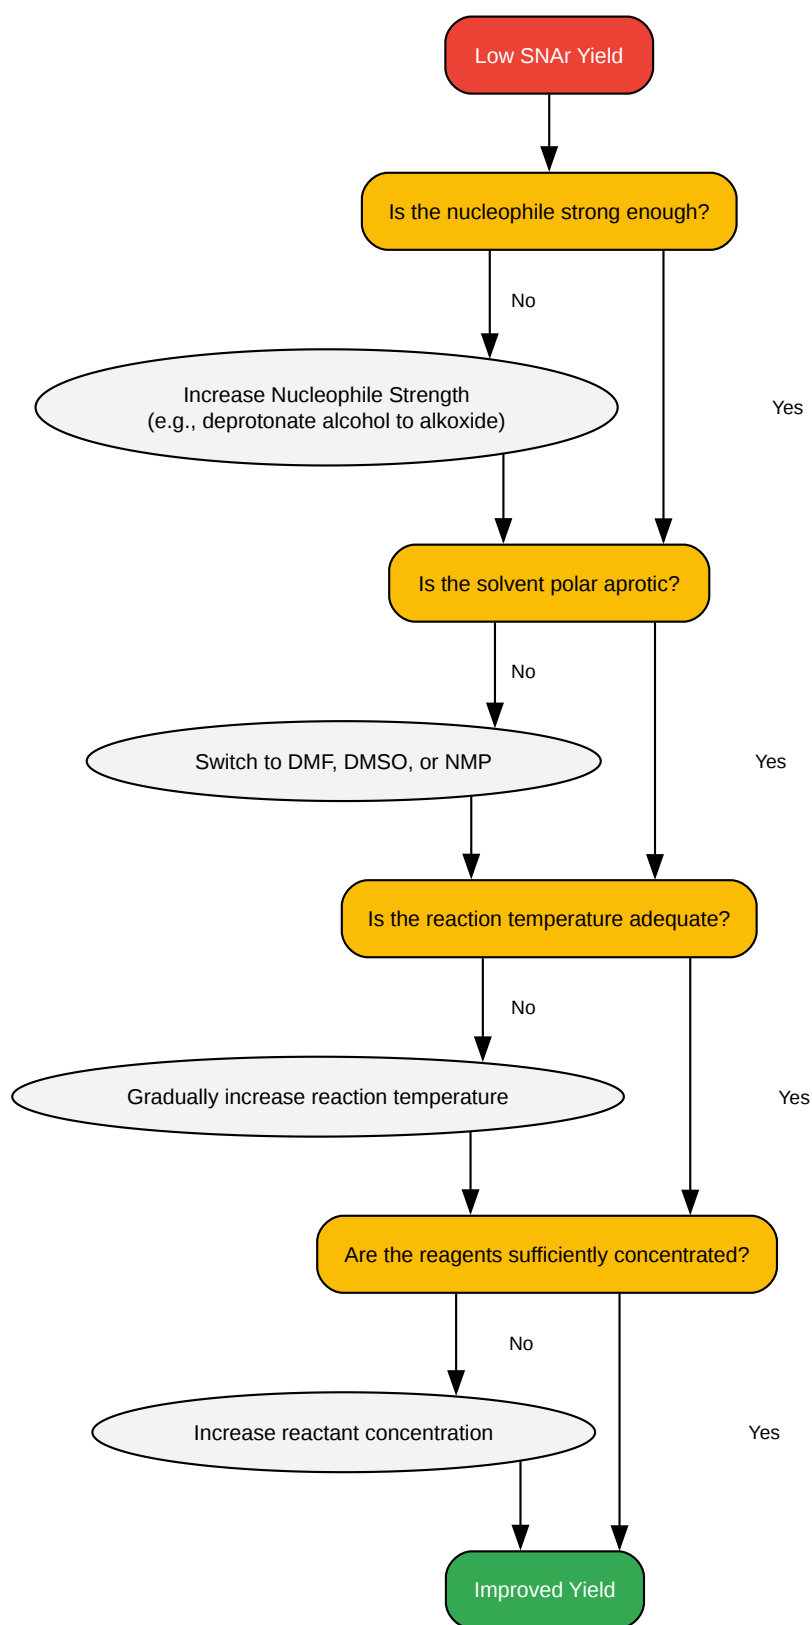 Low SNAr Yield
Is the nucleophile strong enough?
No
Increase Nucleophile Strength
(e.g., deprotonate alcohol to alkoxide)
Yes
Is the solvent polar aprotic?
No
Switch to DMF, DMSO, or NMP
Yes
Is the reaction temperature adequate?
No
Gradually increase reaction temperature
Yes
Are the reagents sufficiently concentrated?
No
Increase reactant concentration
Yes
Improved Yield